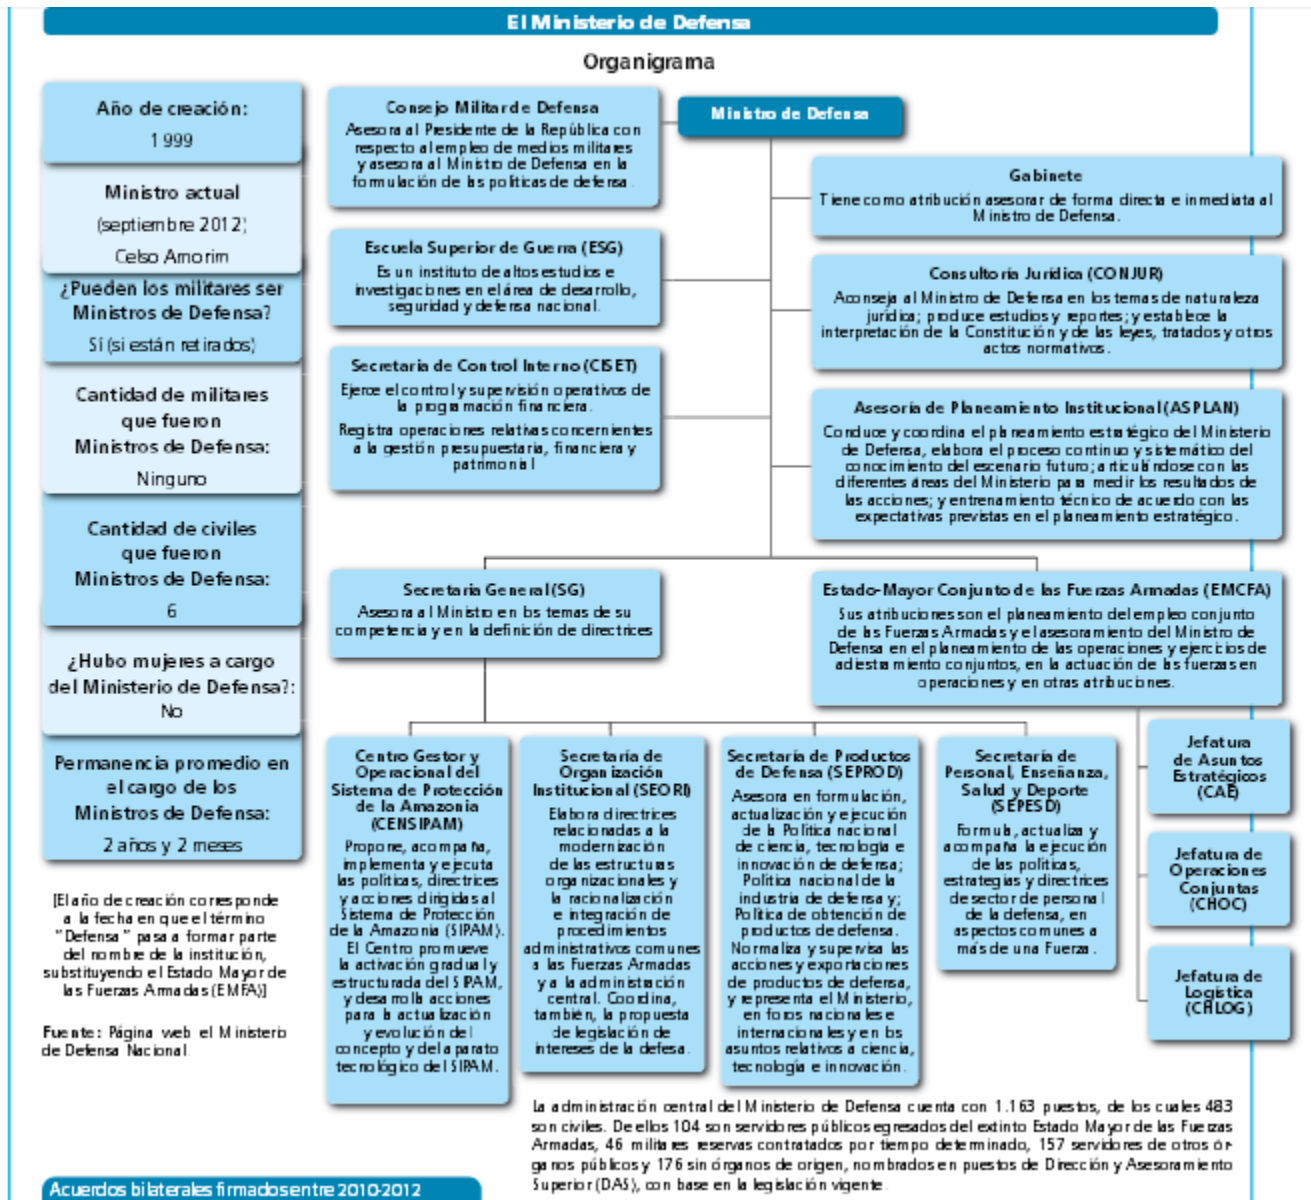 El Ministerio de Defensa
Organigrama
Año de creación:
1999
Ministro actual
(septiembre 2012)
Celso Amorim
¿Pueden los militares ser
Ministros de Defensa?
Sí (si están retirados)
Cantidad de militares
que fueron
Ministros de Defensa:
Ninguno
Cantidad de civiles
que fueron
Ministros de Defensa:
6
¿Hubo mujeres a cargo
del Ministerio de Defensa?:
No
Permanencia promedio en
el cargo de los
Ministros de Defensa:
2 años y 2 meses
[El año de creación corresponde
a la fecha en que el término
"Defensa" pasa a formar parte
del nombre de la institución,
substituyendo el Estado Mayor de
las Fuerzas Armadas (EMFA)]
Fuente: Página web el Ministerio
de Defensa Nacional.
Consejo Militar de Defensa
Asesora al Presidente de la República con
respecto al empleo de medios militares
y asesora al Ministro de Defensa en la
formulación de las políticas de defensa.
Ministro de Defensa
Escuela Superior de Guerra (ESG)
Es un instituto de altos estudios e
investigaciones en el área de desarrollo,
seguridad y defensa nacional.
Secretaría de Control Interno (CISET)
Ejerce el control y supervisión operativos de
la programación financiera.
Registra operaciones relativas concernientes
a la gestión presupuestaria, financiera y
patrimonial
Gabinete
Tiene como atribución asesorar de forma directa e inmediata al
Ministro de Defensa.
Consultoría Jurídica (CONJUR)
Aconseja al Ministro de Defensa en los temas de naturaleza
jurídica; produce estudios y reportes; y establece la
interpretación de la Constitución y de las leyes, tratados y otros
actos normativos.
Asesoría de Planeamiento Institucional (ASPLAN)
Conduce y coordina el planeamiento estratégico del Ministerio
de Defensa, elabora el proceso continuo y sistemático del
conocimiento del escenario futuro; articulándose con las
diferentes áreas del Ministerio para medir los resultados de
las acciones; y entrenamiento técnico de acuerdo con las
expectativas previstas en el planeamiento estratégico.
Secretaría General (SG)
Asesora al Ministro en los temas de su
competencia y en la definición de directrices
Estado-Mayor Conjunto de las Fuerzas Armadas (EMCFA)
Sus atribuciones son el planeamiento del empleo conjunto
de las Fuerzas Armadas y el asesoramiento del Ministro de
Defensa en el planeamiento de las operaciones y ejercicios de
adiestramiento conjuntos, en la actuación de las fuerzas en
operaciones y en otras atribuciones.
Centro Gestor y
Operacional del
Sistema de Protección
de la Amazonia
(CENSIPAM)
Propone, acompaña,
implementa y ejecuta
las políticas, directrices
y acciones dirigidas al
Sistema de Protección
de la Amazonia (SIPAM).
El Centro promueve
la activación gradual y
estructurada del SIPAM,
y desarrolla acciones
para la actualización
y evolución del
concepto y del aparato
tecnológico del SIPAM.
Secretaría de
Organización
Institucional (SEORI)
Elabora directrices
relacionadas a la
modernización
de las estructuras
organizacionales y
la racionalización
e integración de
procedimientos
administrativos comunes
a las Fuerzas Armadas
y a la administración
central. Coordina,
también, la propuesta
de legislación de
intereses de la defesa.
Secretaría de Productos
de Defensa (SEPROD)
Asesora en formulación,
actualización y ejecución
de la Política nacional
de ciencia, tecnología e
innovación de defensa;
Política nacional de la
industria de defensa y;
Política de obtención de
productos de defensa.
Normaliza y supervisa las
acciones y exportaciones
de productos de defensa,
y representa el Ministerio,
en foros nacionales e
internacionales y en los
asuntos relativos a ciencia,
tecnología e innovación.
Secretaría de
Personal, Enseñanza,
Salud y Deporte
(SEPESD)
Formula, actualiza y
acompaña la ejecución
de las políticas,
estrategias y directrices
de sector de personal
de la defensa, en
aspectos comunes a
más de una Fuerza.
Jefatura
de Asuntos
Estratégicos
(CAE)
Jefatura de
Operaciones
Conjuntas
(CHOC)
Jefatura de
Logística
(CHLOG)
La administración central del Ministerio de Defensa cuenta con 1.163 puestos, de los cuales 483
son civiles. De ellos 104 son servidores públicos egresados del extinto Estado Mayor de las Fuerzas
Armadas, 46 militares reservas contratados por tiempo determinado, 157 servidores de otros ór-
ganos públicos y 176 sin órganos de origen, nombrados en puestos de Dirección y Asesoramiento
Superior (DAS), con base en la legislación vigente.
Acuerdos bilaterales firmados entre 2010-2012